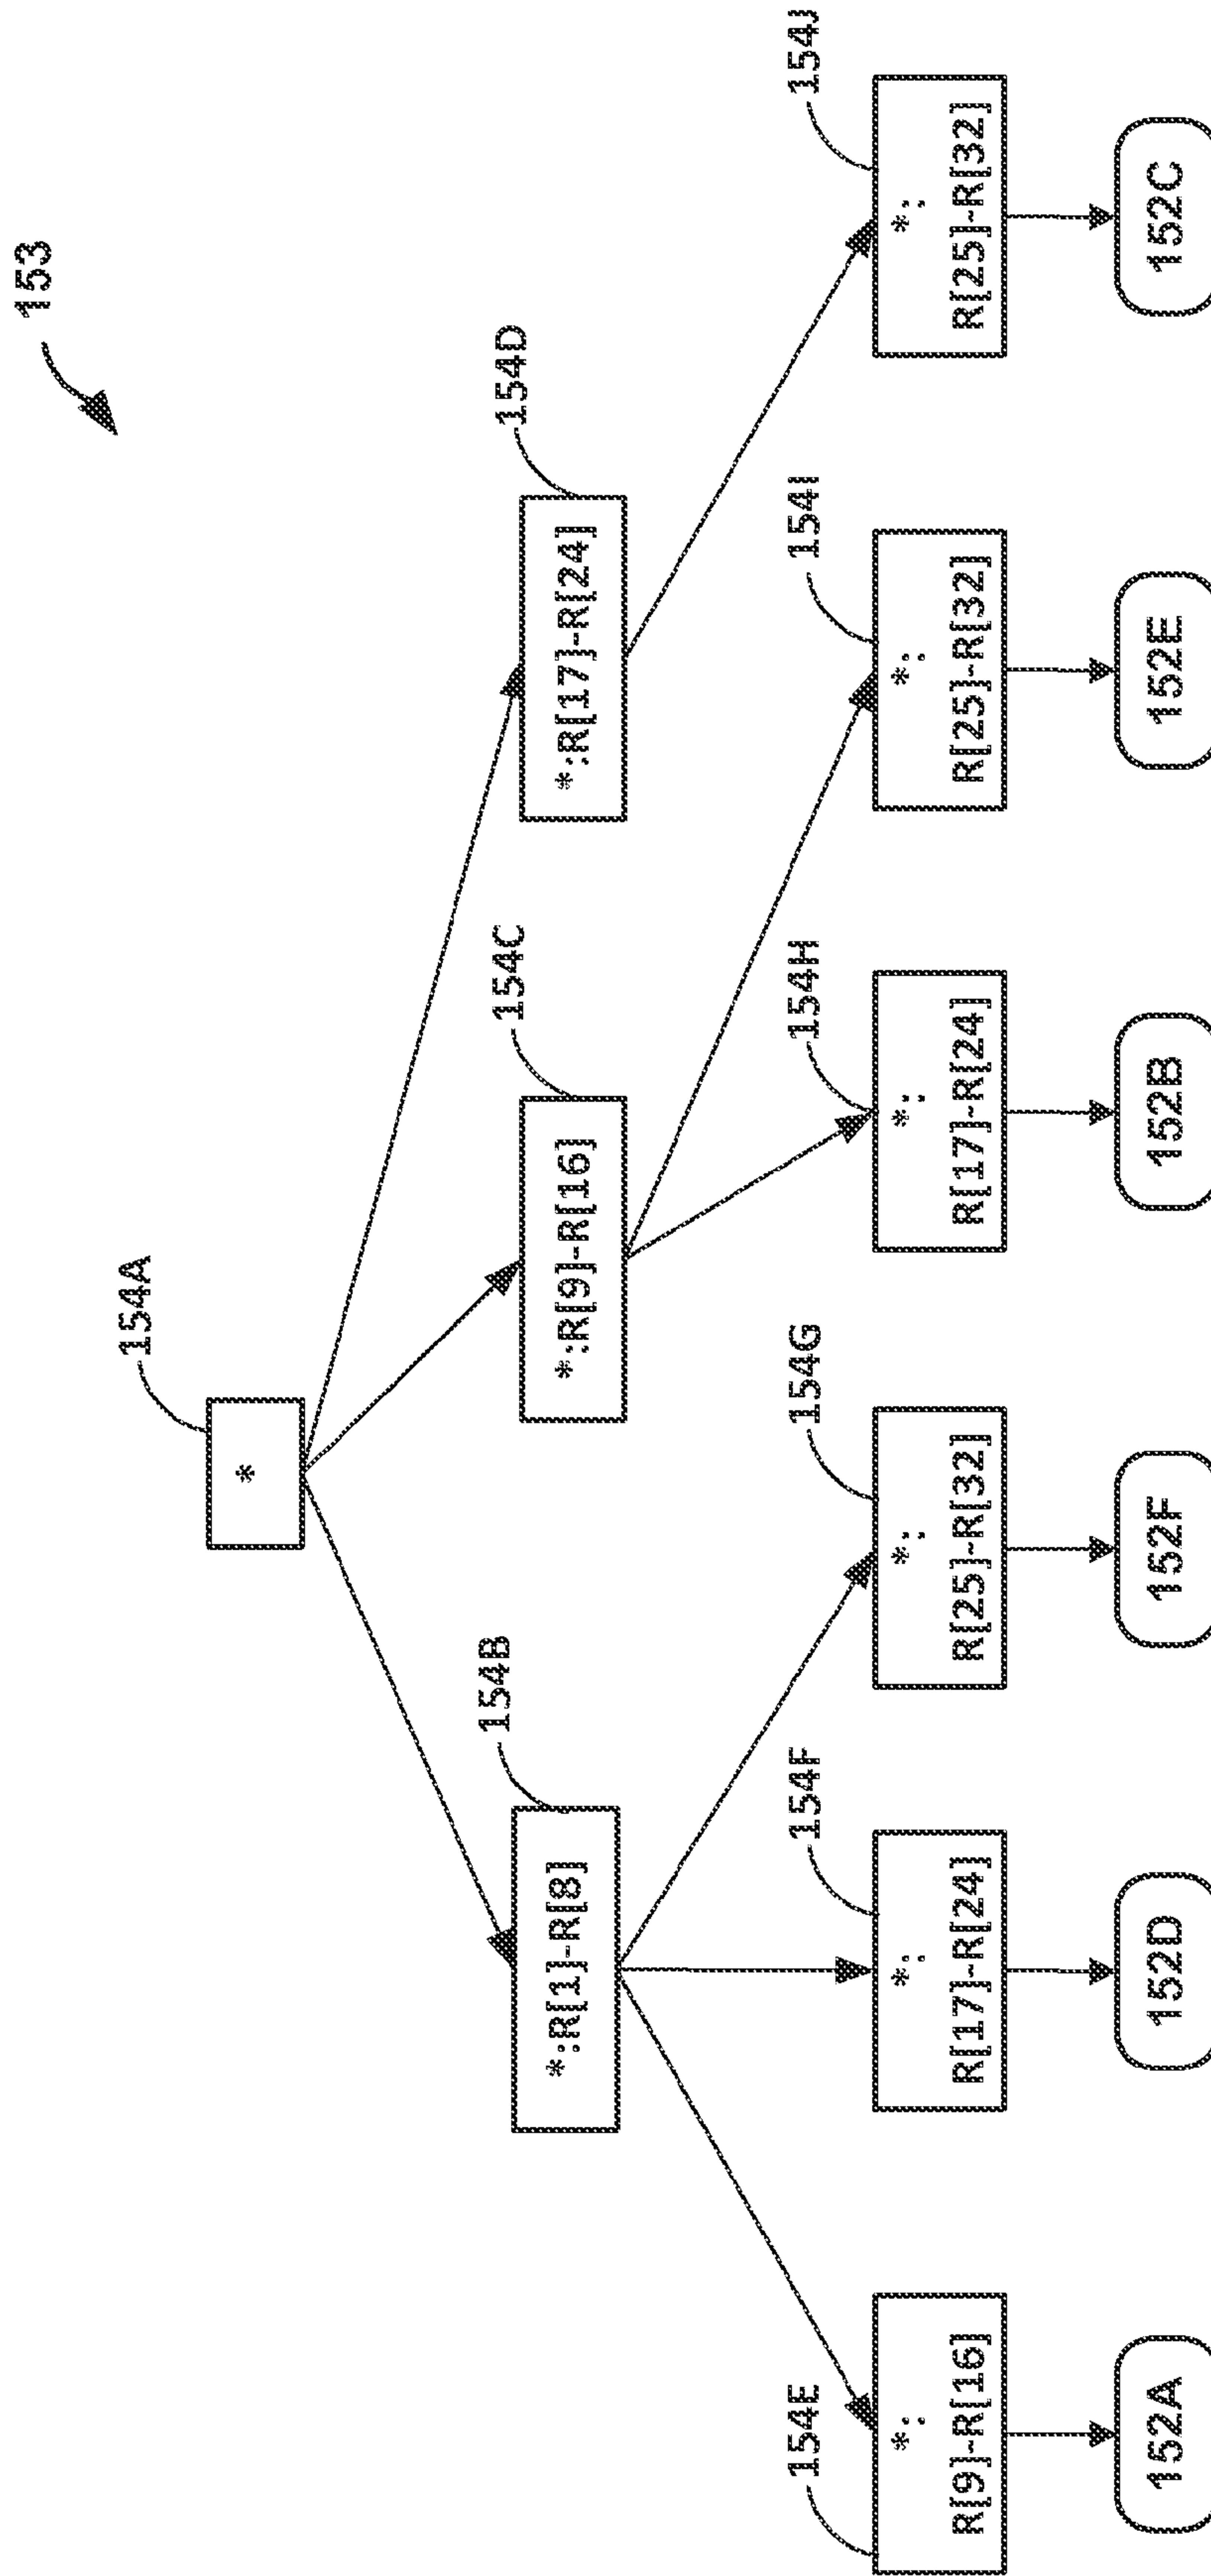 153
154A
*
154B
*:R[1]-R[8]
154C
*:R[9]-R[16]
154D
*:R[17]-R[24]
154E
*:
R[9]-R[16]
154F
*:
R[17]-R[24]
154G
*:
R[25]-R[32]
154H
*:
R[17]-R[24]
154I
*:
R[25]-R[32]
154J
*:
R[25]-R[32]
152A
152D
152F
152B
152E
152C